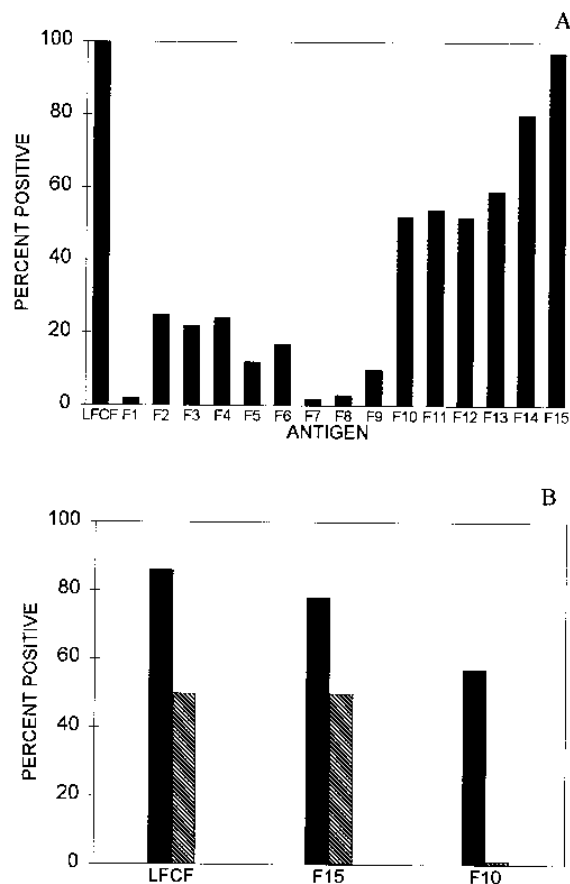 A
100
80
60
40
20
0
PERCENT POSITIVE
LFCF F1 F2 F3 F4 F5 F6 F7 F8 F9 F10 F11 F12 F13 F14 F15
ANTIGEN
B
100
80
60
40
20
0
PERCENT POSITIVE
LFCF F15 F10